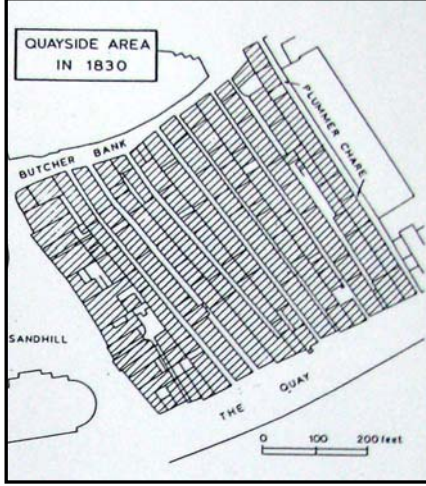 QUAYSIDE AREA
IN 1830
BUTCHER BANK
PLUMMER CHARE
SANDHILL
THE QUAY
0 100 200 feet